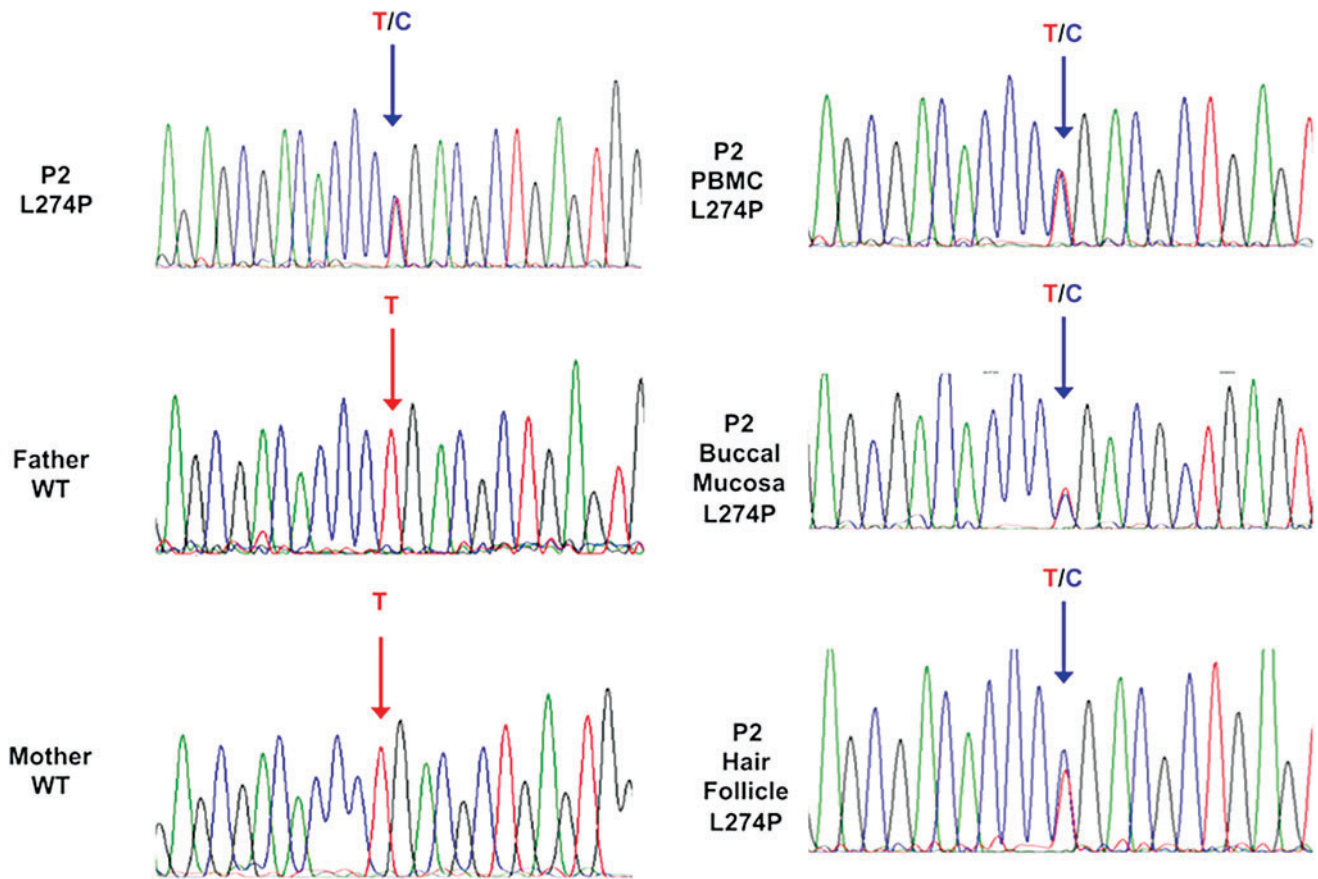 T/C
P2
L274P
T
Father
WT
T
Mother
WT
T/C
P2
PBMC
L274P
T/C
P2
Buccal
Mucosa
L274P
T/C
P2
Hair
Follicle
L274P